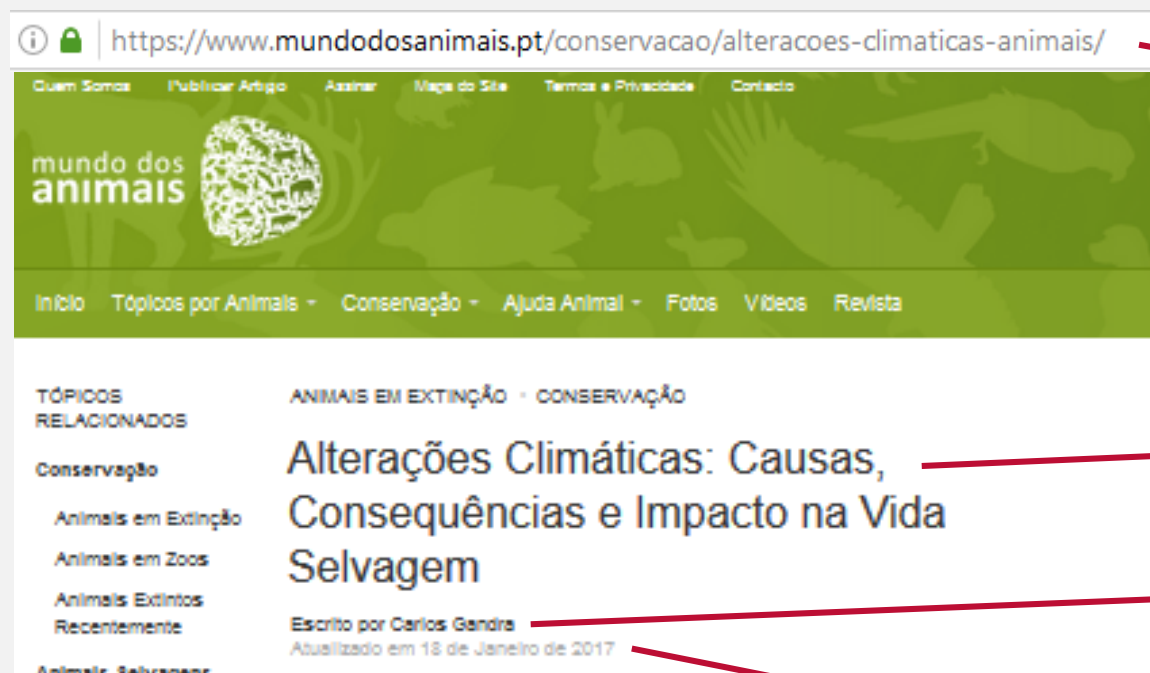 https://www.mundodosanimais.pt/conservacao/alteracoes-climaticas-animais/
Quem Somos Publicar Artigo Assinar Mapa do Site Termos e Privacidade Contacto
mundo dos
animais
Início Tópicos por Animais Conservação Ajuda Animal Fotos Vídeos Revista
TÓPICOS
RELACIONADOS
ANIMAIS EM EXTINÇÃO · CONSERVAÇÃO
Alterações Climáticas: Causas,
Consequências e Impacto na Vida
Selvagem
Escrito por Carlos Gandra
Atualizado em 18 de Janeiro de 2017
Conservação
Animais em Extinção
Animais em Zoos
Animais Extintos
Recentemente
Animais Selvagens